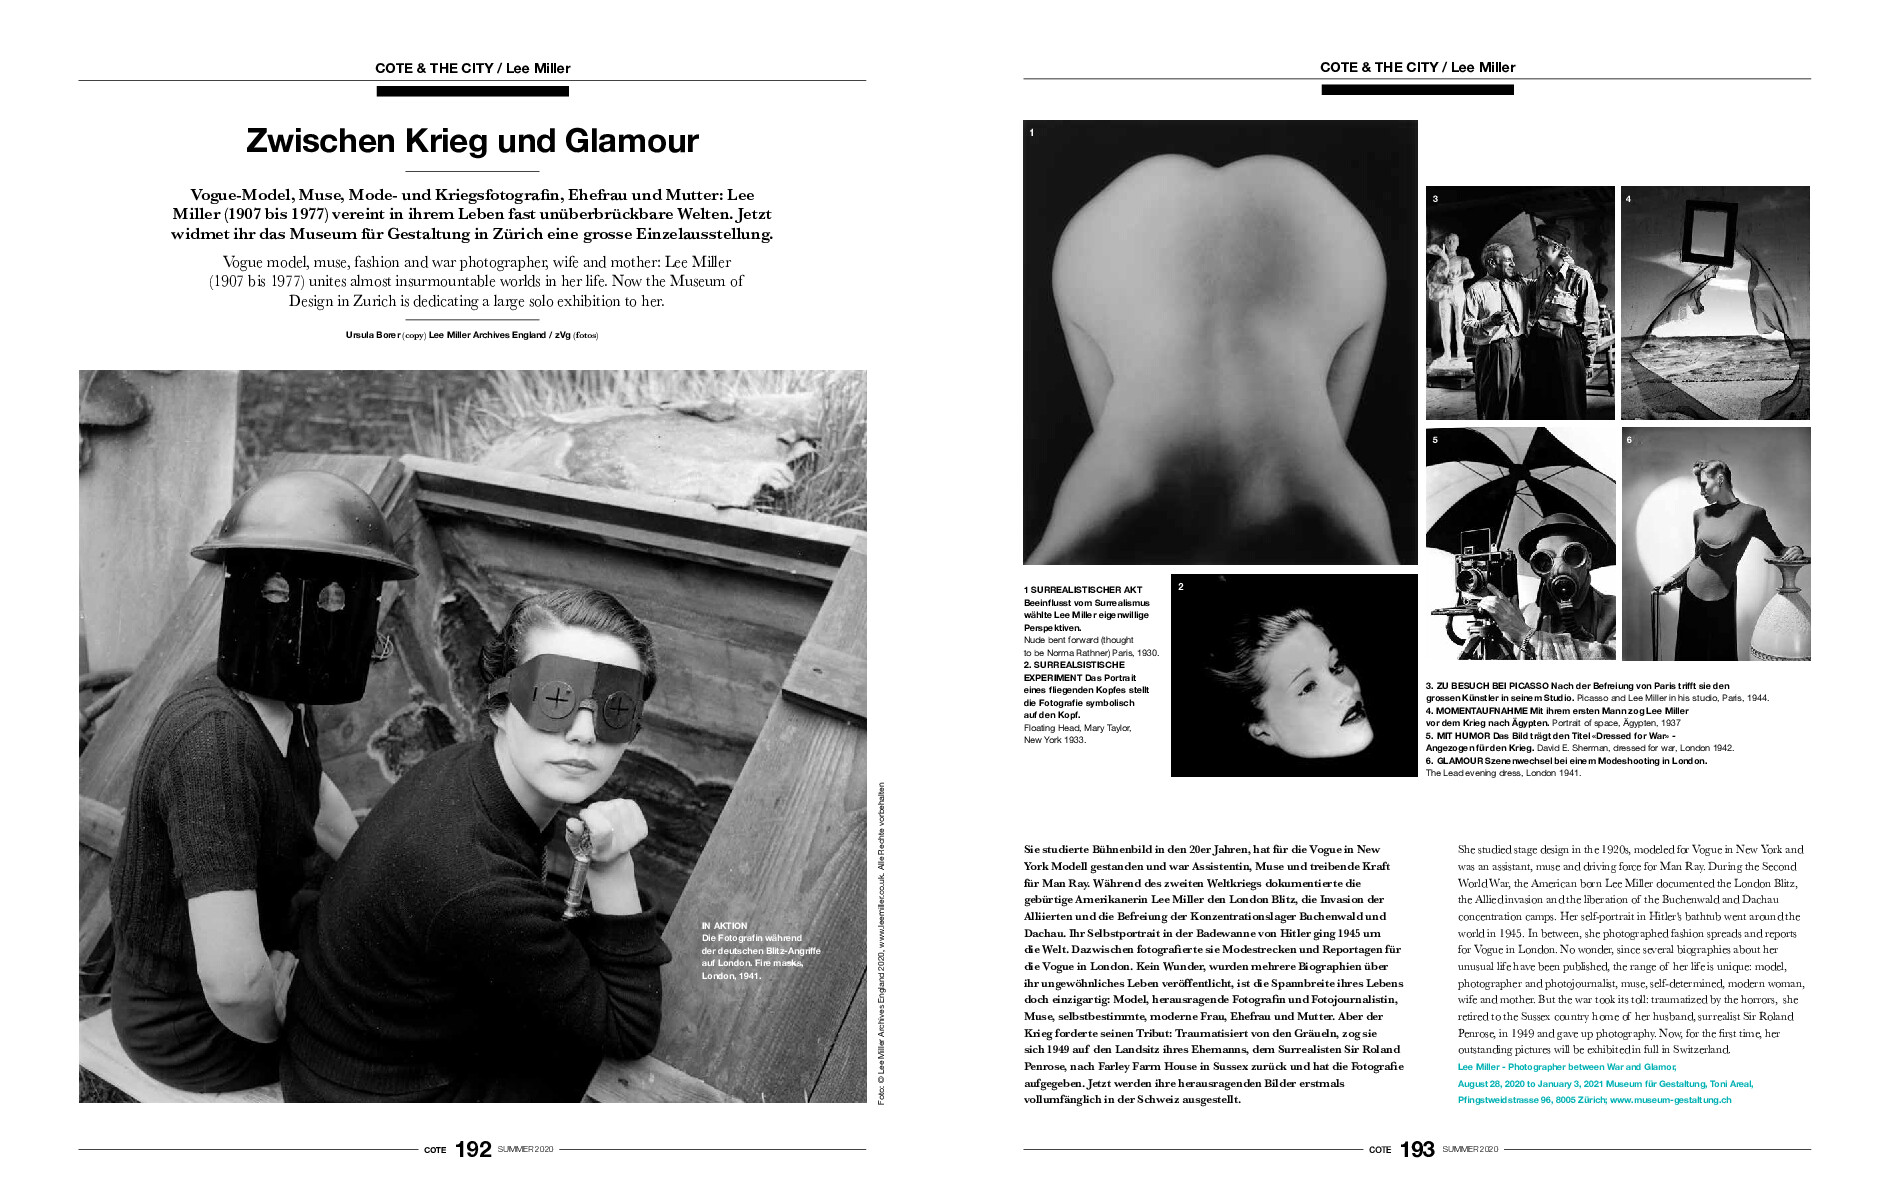 COTE & THE CITY / Lee Miller
Zwischen Krieg und Glamour
Vogue-Model, Muse, Mode- und Kriegsfotografin, Ehefrau und Mutter: Lee
Miller (1907 bis 1977) vereint in ihrem Leben fast unüberbrückbare Welten. Jetzt
widmet ihr das Museum für Gestaltung in Zürich eine grosse Einzelausstellung.
Vogue model, muse, fashion and war photographer, wife and mother: Lee Miller
(1907 bis 1977) unites almost insurmountable worlds in her life. Now the Museum of
Design in Zurich is dedicating a large solo exhibition to her.
Ursula Borer (copy) Lee Miller Archives England / zVg (fotos)
IN AKTION
Die Fotografin während
der deutschen Blitz-Angriffe
auf London. Fire masks,
London, 1941.
Foto: © Lee Miller Archives England 2020, www.leemiller.co.uk. Alle Rechte vorbehalten
COTE 192 SUMMER 2020
COTE & THE CITY / Lee Miller
1
3
4
5
6
2
1 SURREALISTISCHER AKT
Beeinflusst vom Surrealismus
wählte Lee Miller eigenwillige
Perspektiven.
Nude bent forward (thought
to be Norma Rathner) Paris, 1930.
2. SURREALSISTISCHE
EXPERIMENT Das Portrait
eines fliegenden Kopfes stellt
die Fotografie symbolisch
auf den Kopf.
Floating Head, Mary Taylor,
New York 1933.
3. ZU BESUCH BEI PICASSO Nach der Befreiung von Paris trifft sie den
grossen Künstler in seinem Studio. Picasso and Lee Miller in his studio, Paris, 1944.
4. MOMENTAUFNAHME Mit ihrem ersten Mann zog Lee Miller
vor dem Krieg nach Ägypten. Portrait of space, Ägypten, 1937
5. MIT HUMOR Das Bild trägt den Titel «Dressed for War» -
Angezogen für den Krieg. David E. Sherman, dressed for war, London 1942.
6. GLAMOUR Szenenwechsel bei einem Modeshooting in London.
The Lead evening dress, London 1941.
Sie studierte Bühnenbild in den 20er Jahren, hat für die Vogue in New
York Modell gestanden und war Assistentin, Muse und treibende Kraft
für Man Ray. Während des zweiten Weltkriegs dokumentierte die
gebürtige Amerikanerin Lee Miller den London Blitz, die Invasion der
Alliierten und die Befreiung der Konzentrationslager Buchenwald und
Dachau. Ihr Selbstportrait in der Badewanne von Hitler ging 1945 um
die Welt. Dazwischen fotografierte sie Modestrecken und Reportagen für
die Vogue in London. Kein Wunder, wurden mehrere Biographien über
ihr ungewöhnliches Leben veröffentlicht, ist die Spannbreite ihres Lebens
doch einzigartig: Model, herausragende Fotografin und Fotojournalistin,
Muse, selbstbestimmte, moderne Frau, Ehefrau und Mutter. Aber der
Krieg forderte seinen Tribut: Traumatisiert von den Gräueln, zog sie
sich 1949 auf den Landsitz ihres Ehemanns, dem Surrealisten Sir Roland
Penrose, nach Farley Farm House in Sussex zurück und hat die Fotografie
aufgegeben. Jetzt werden ihre herausragenden Bilder erstmals
vollumfänglich in der Schweiz ausgestellt.
She studied stage design in the 1920s, modeled for Vogue in New York and
was an assistant, muse and driving force for Man Ray. During the Second
World War, the American born Lee Miller documented the London Blitz,
the Allied invasion and the liberation of the Buchenwald and Dachau
concentration camps. Her self-portrait in Hitler's bathtub went around the
world in 1945. In between, she photographed fashion spreads and reports
for Vogue in London. No wonder, since several biographies about her
unusual life have been published, the range of her life is unique: model,
photographer and photojournalist, muse, self-determined, modern woman,
wife and mother. But the war took its toll: traumatized by the horrors, she
retired to the Sussex country home of her husband, surrealist Sir Roland
Penrose, in 1949 and gave up photography. Now, for the first time, her
outstanding pictures will be exhibited in full in Switzerland.
Lee Miller - Photographer between War and Glamor,
August 28, 2020 to January 3, 2021 Museum für Gestaltung, Toni Areal,
Pfingstweidstrasse 96, 8005 Zürich; www.museum-gestaltung.ch
COTE 193 SUMMER 2020